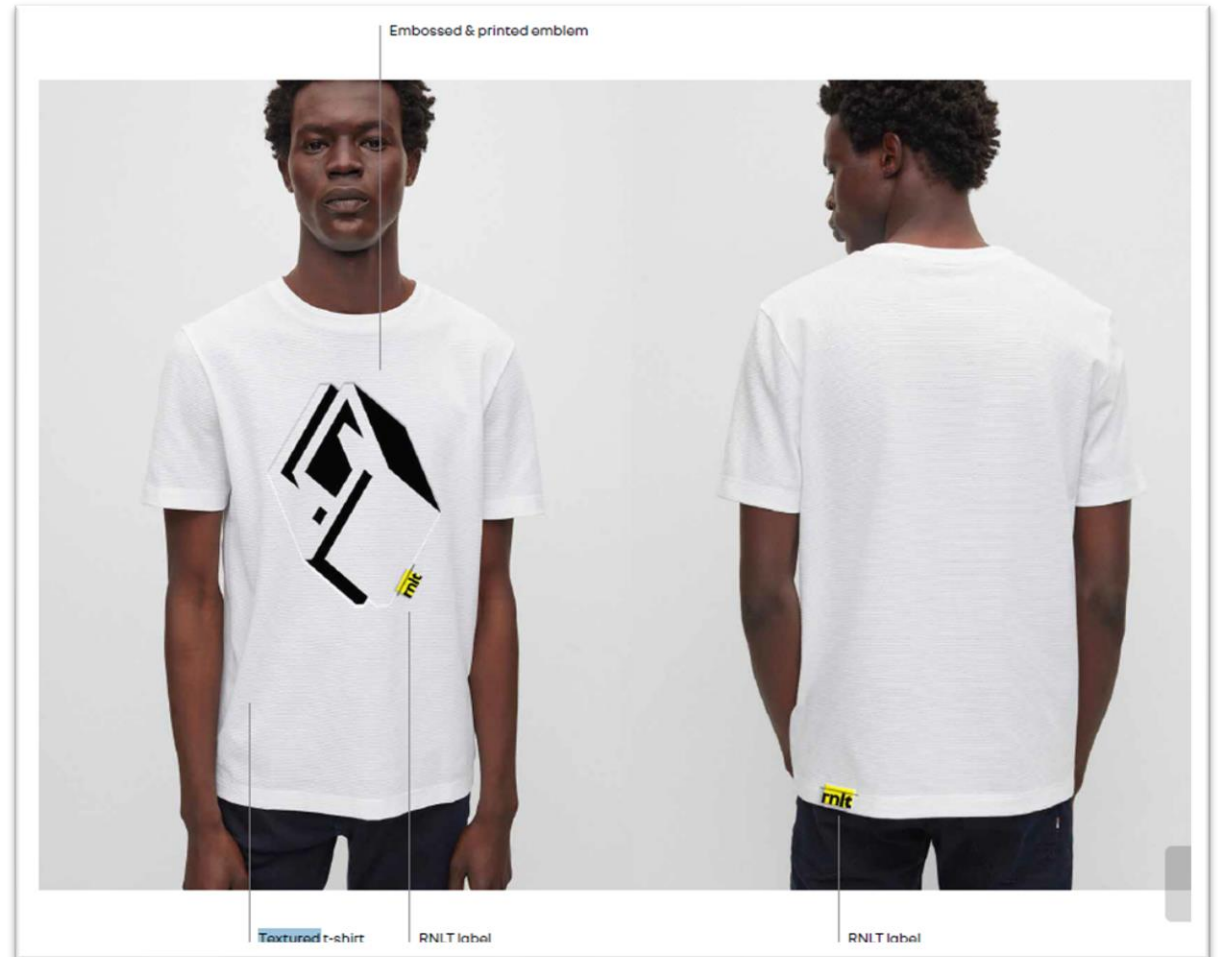 Embossed & printed emblem
rnlt
rnlt
Textured t-shirt
RNLT label
RNLT label